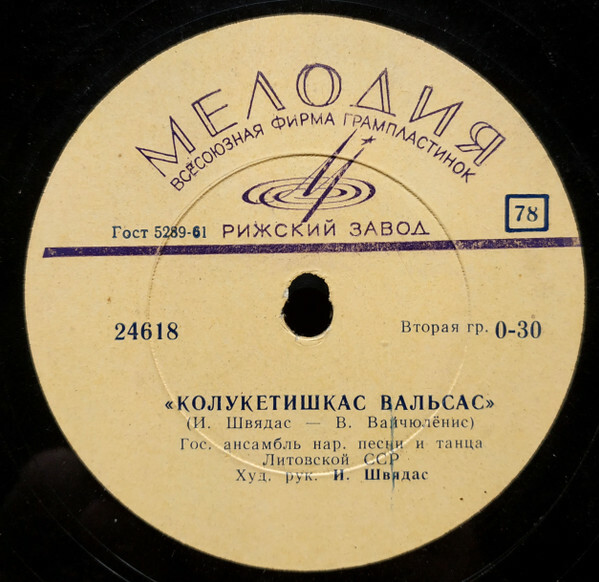 МЕЛОДИЯ
ВСЕСОЮЗНАЯ ФИРМА ГРАМПЛАСТИНОК
Гост 5289-61
РИЖСКИЙ ЗАВОД
78
24618
Вторая гр. 0-30
«КОЛУКЕТИШКАС ВАЛЬСАС»
(И. Швядас — В. Вайчюлёнис)
Гос. ансамбль нар. песни и танца
Литовской ССР
Худ. рук. И. Швядас